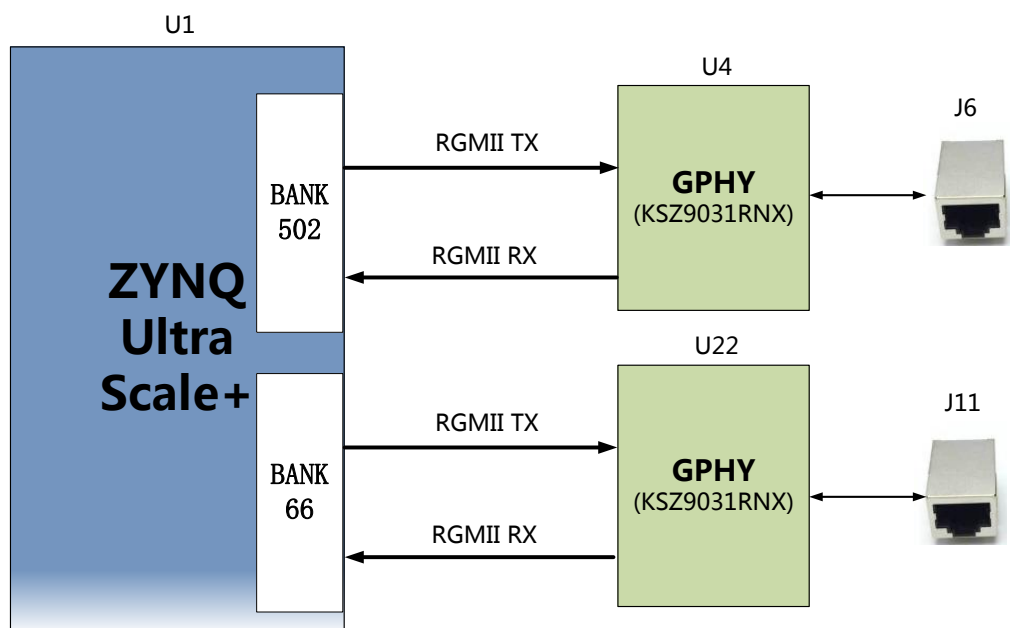 U1
ZYNQ
Ultra
Scale+
BANK
502
BANK
66
RGMII TX
RGMII RX
RGMII TX
RGMII RX
U4
GPHY
(KSZ9031RNX)
U22
GPHY
(KSZ9031RNX)
J6
J11